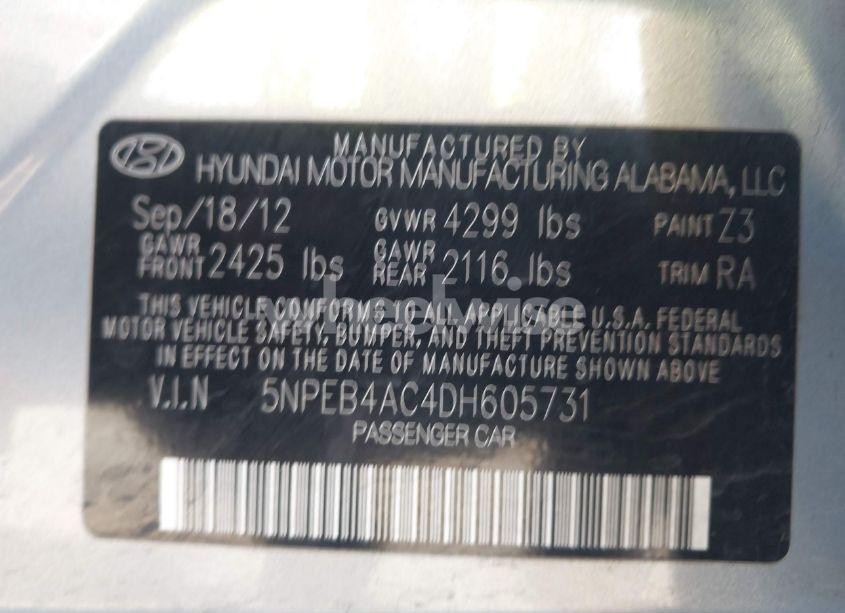 MANUFACTURED BY
HYUNDAI MOTOR MANUFACTURING ALABAMA, LLC
Sep/18/12 GVWR 4299 lbs PAINT Z3
GAWR FRONT 2425 lbs GAWR REAR 2116 lbs TRIM RA
THIS VEHICLE CONFORMS TO ALL APPLICABLE U.S.A. FEDERAL
MOTOR VEHICLE SAFETY, BUMPER, AND THEFT PREVENTION STANDARDS
IN EFFECT ON THE DATE OF MANUFACTURE SHOWN ABOVE
V.I.N 5NPEB4AC4DH605731
PASSENGER CAR